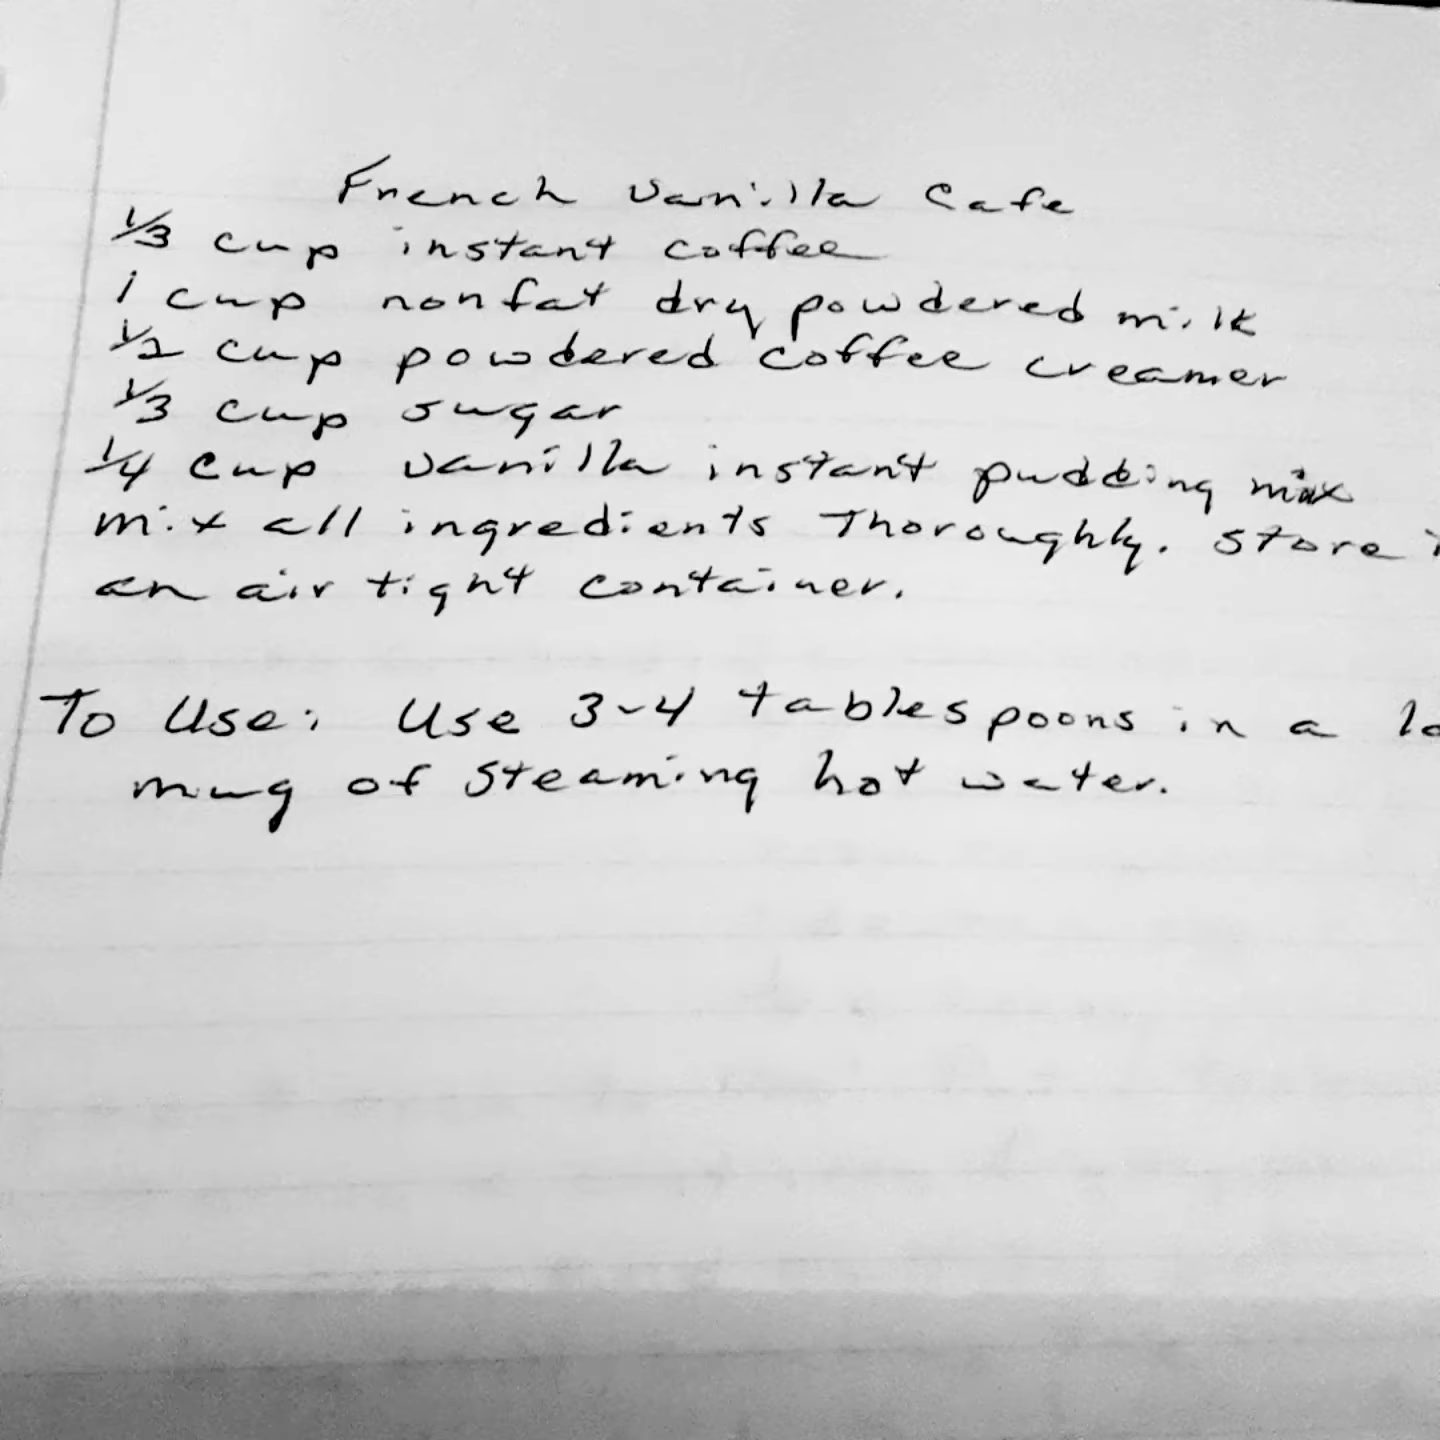 French Vanilla Cafe
1/3 cup instant coffee
1 cup nonfat dry powdered milk
1/2 cup powdered coffee creamer
1/3 cup sugar
1/4 cup vanilla instant pudding mix
mix all ingredients Thoroughly. Store
an air tight container.
To Use: Use 3-4 tablespoons in a
mug of Steaming hot water.